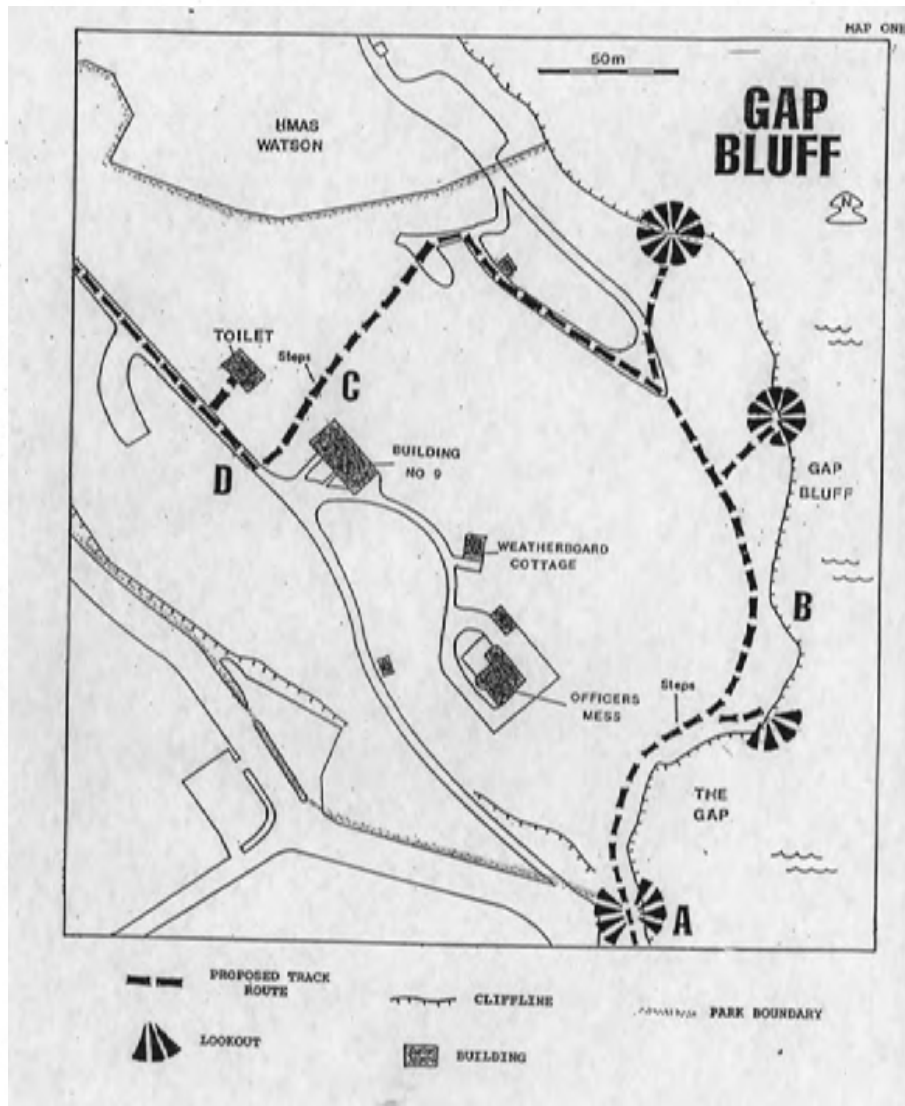 MAP ONE
50m
GAP
BLUFF
N
HMAS
WATSON
TOILET
Steps
C
BUILDING
NO 9
D
GAP
BLUFF
WEATHERBOARD
COTTAGE
B
Steps
OFFICERS
MESS
THE
GAP
A
PROPOSED TRACK
ROUTE
CLIFFLINE
PARK BOUNDARY
LOOKOUT
BUILDING